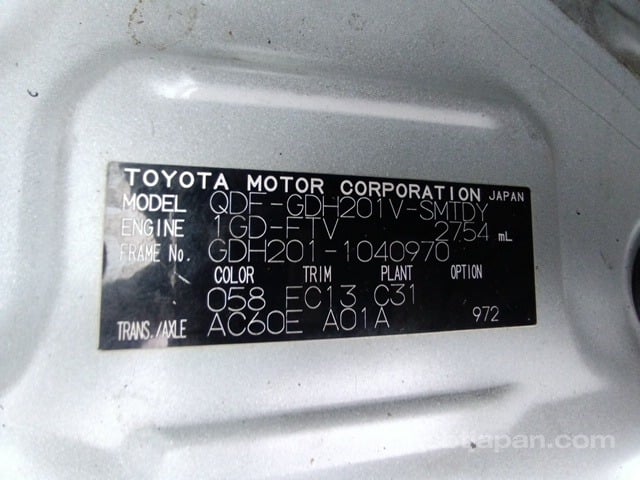 TOYOTA MOTOR CORPORATION JAPAN
MODEL QDF-GDH201V-SMTDY
ENGINE 1GD-FTV 2754 mL
FRAME No. GDH201-1040970
COLOR TRIM PLANT OPTION
058 FC13 C31
TRANS./AXLE AC60E A01A 972